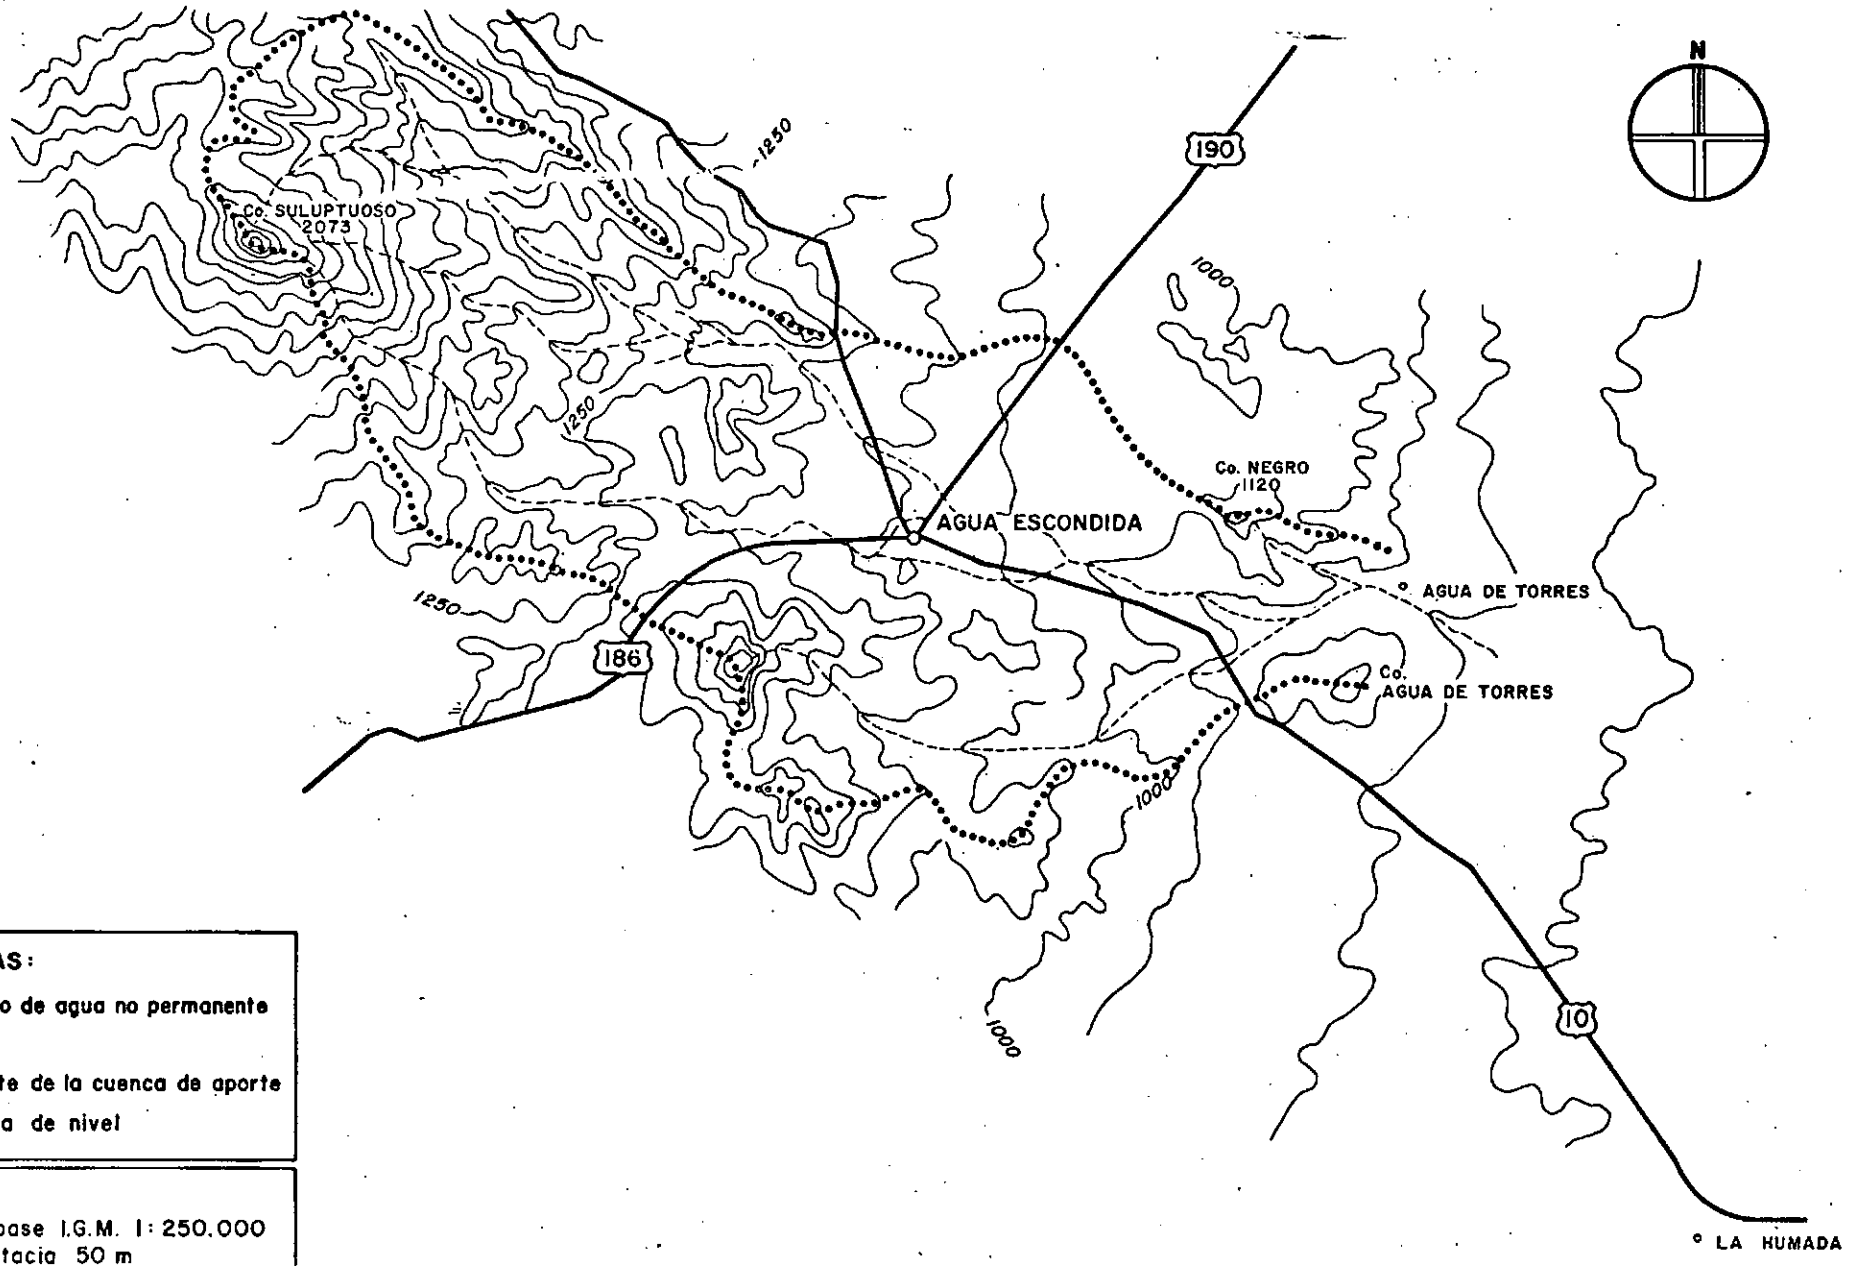 N
1250
190
Co. SULUPTUOSO
2073
1000
1250
Co. NEGRO
1120
AGUA ESCONDIDA
AGUA DE TORRES
1250
186
Co.
AGUA DE TORRES
1000
AS:
o de agua no permanente
te de la cuenca de aporte
a de nivel
1000
10
base I.G.M. 1:250.000
tacia 50 m
LA HUMADA